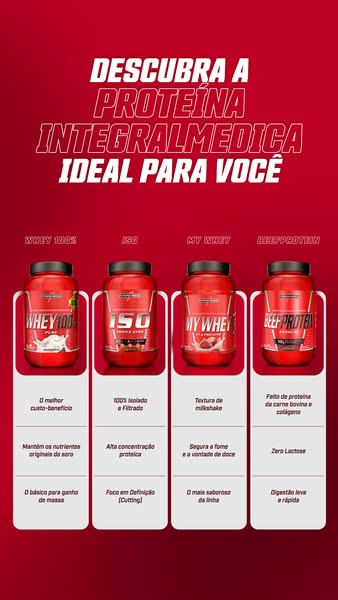 DESCUBRA A
PROTEÍNA
INTEGRALMEDICA
IDEAL PARA VOCÊ
WHEY 100%
ISO
MY WHEY
BEEFPROTEIN
WHEY100%
PURE
ISO
TRIPLE ZERO
MY WHEY
BEEFPROTEIN
O melhor
custo-benefício
100% Isolado
e Filtrado
Textura de
milkshake
Feito de proteína
da carne bovina e
colágeno
Mantém os nutrientes
originais do soro
Alta concentração
proteica
Segura a fome
e a vontade de doce
Zero Lactose
O básico para ganho
de massa
Foco em Definição
(Cutting)
O mais saboroso
da linha
Digestão leve
e rápida